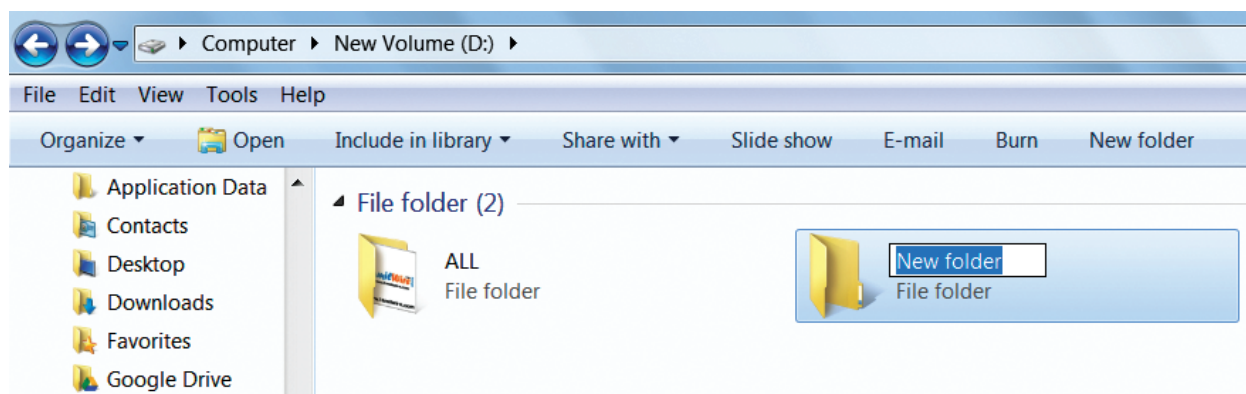 Computer New Volume (D:)
File Edit View Tools Help
Organize Open Include in library Share with Slide show E-mail Burn New folder
Application Data
Contacts
Desktop
Downloads
Favorites
Google Drive
File folder (2)
ALL
File folder
New folder
File folder